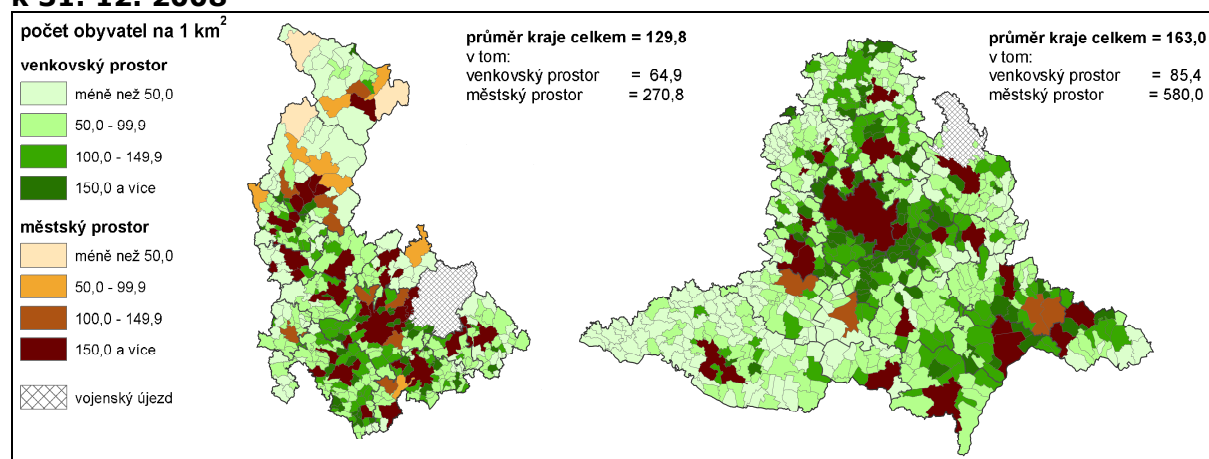 k 31. 12. 2008
počet obyvatel na 1 km²
venkovský prostor
méně než 50,0
50,0 - 99,9
100,0 - 149,9
150,0 a více
městský prostor
méně než 50,0
50,0 - 99,9
100,0 - 149,9
150,0 a více
vojenský újezd
průměr kraje celkem = 129,8
v tom:
venkovský prostor = 64,9
městský prostor = 270,8
průměr kraje celkem = 163,0
v tom:
venkovský prostor = 85,4
městský prostor = 580,0